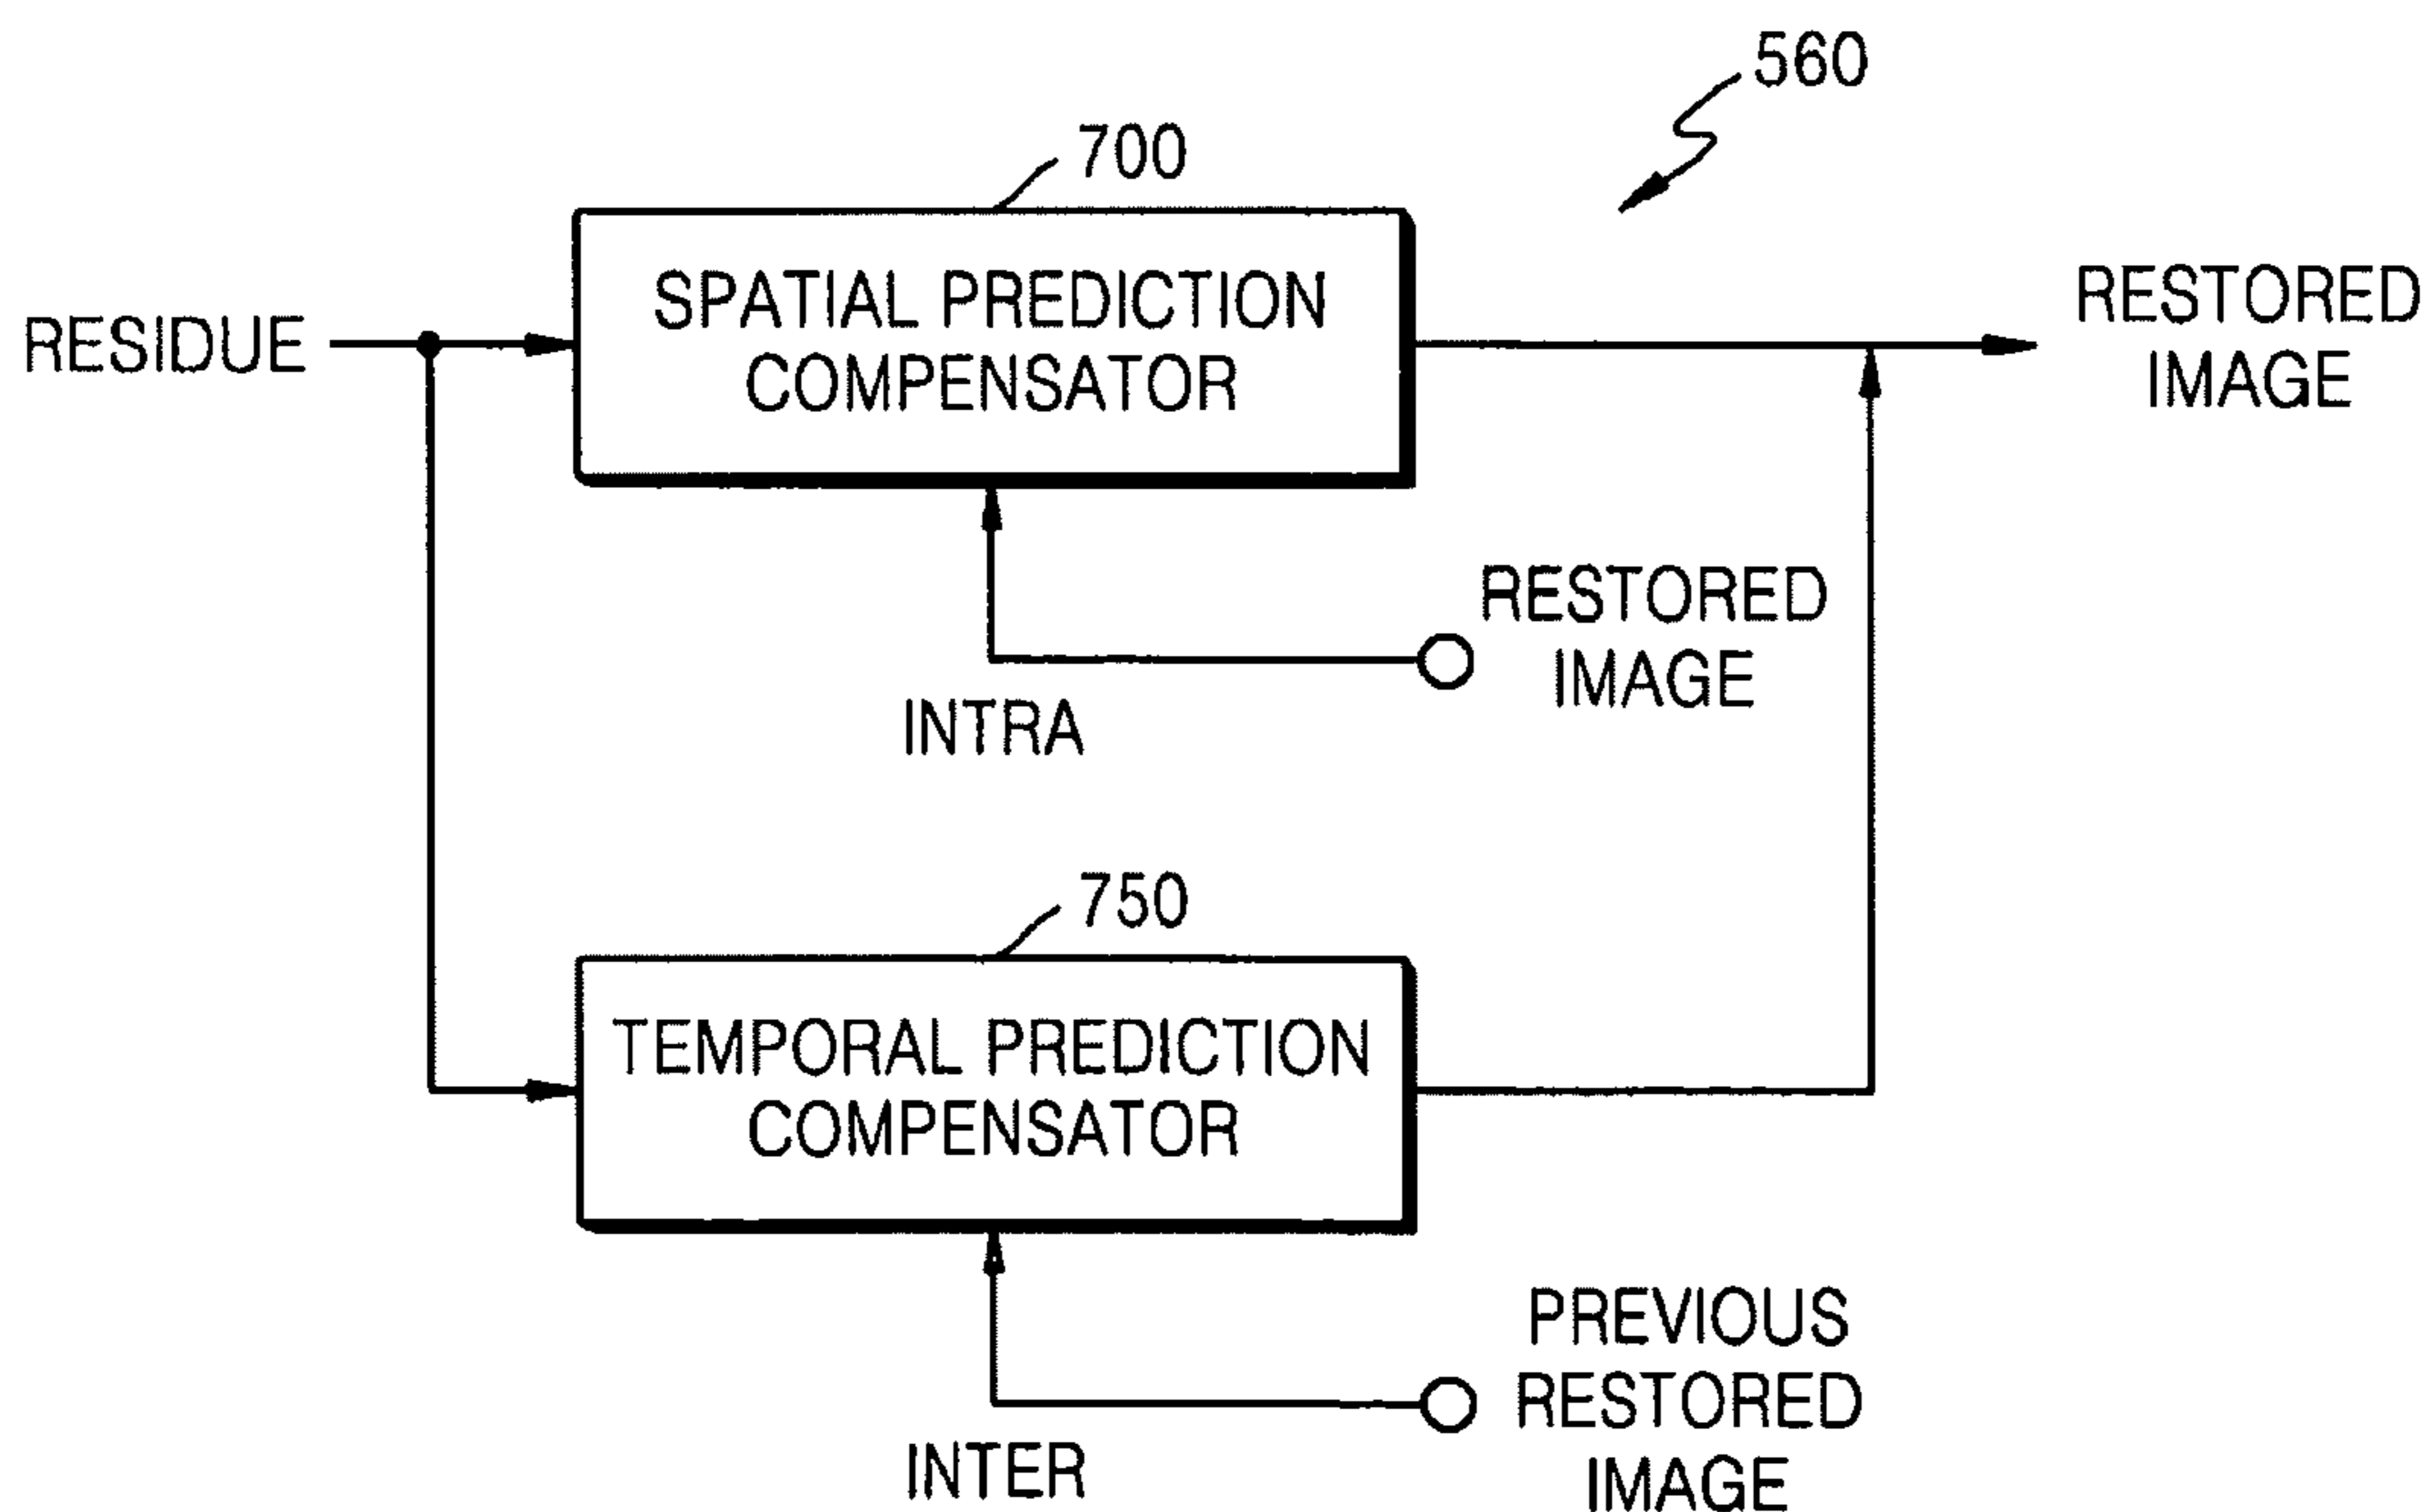 560
700
SPATIAL PREDICTION
COMPENSATOR
RESIDUE
RESTORED
IMAGE
RESTORED
IMAGE
INTRA
750
TEMPORAL PREDICTION
COMPENSATOR
PREVIOUS
RESTORED
IMAGE
INTER